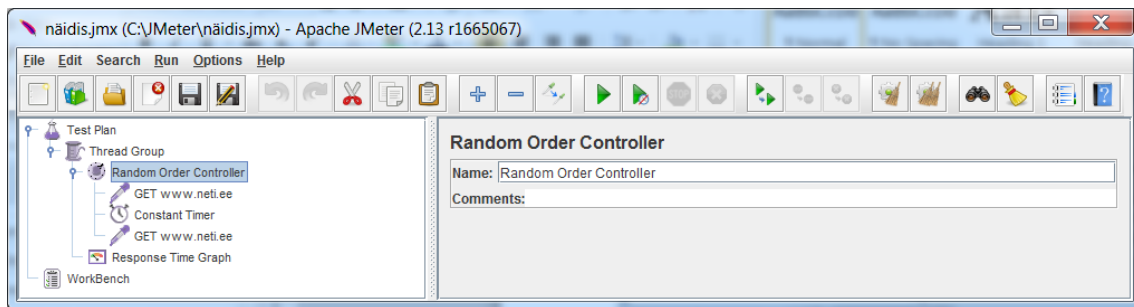 näidis.jmx (C:\JMeter\näidis.jmx) - Apache JMeter (2.13 r1665067)
File Edit Search Run Options Help
STOP
Test Plan
Thread Group
Random Order Controller
GET www.neti.ee
Constant Timer
GET www.neti.ee
Response Time Graph
WorkBench
Random Order Controller
Name: Random Order Controller
Comments: